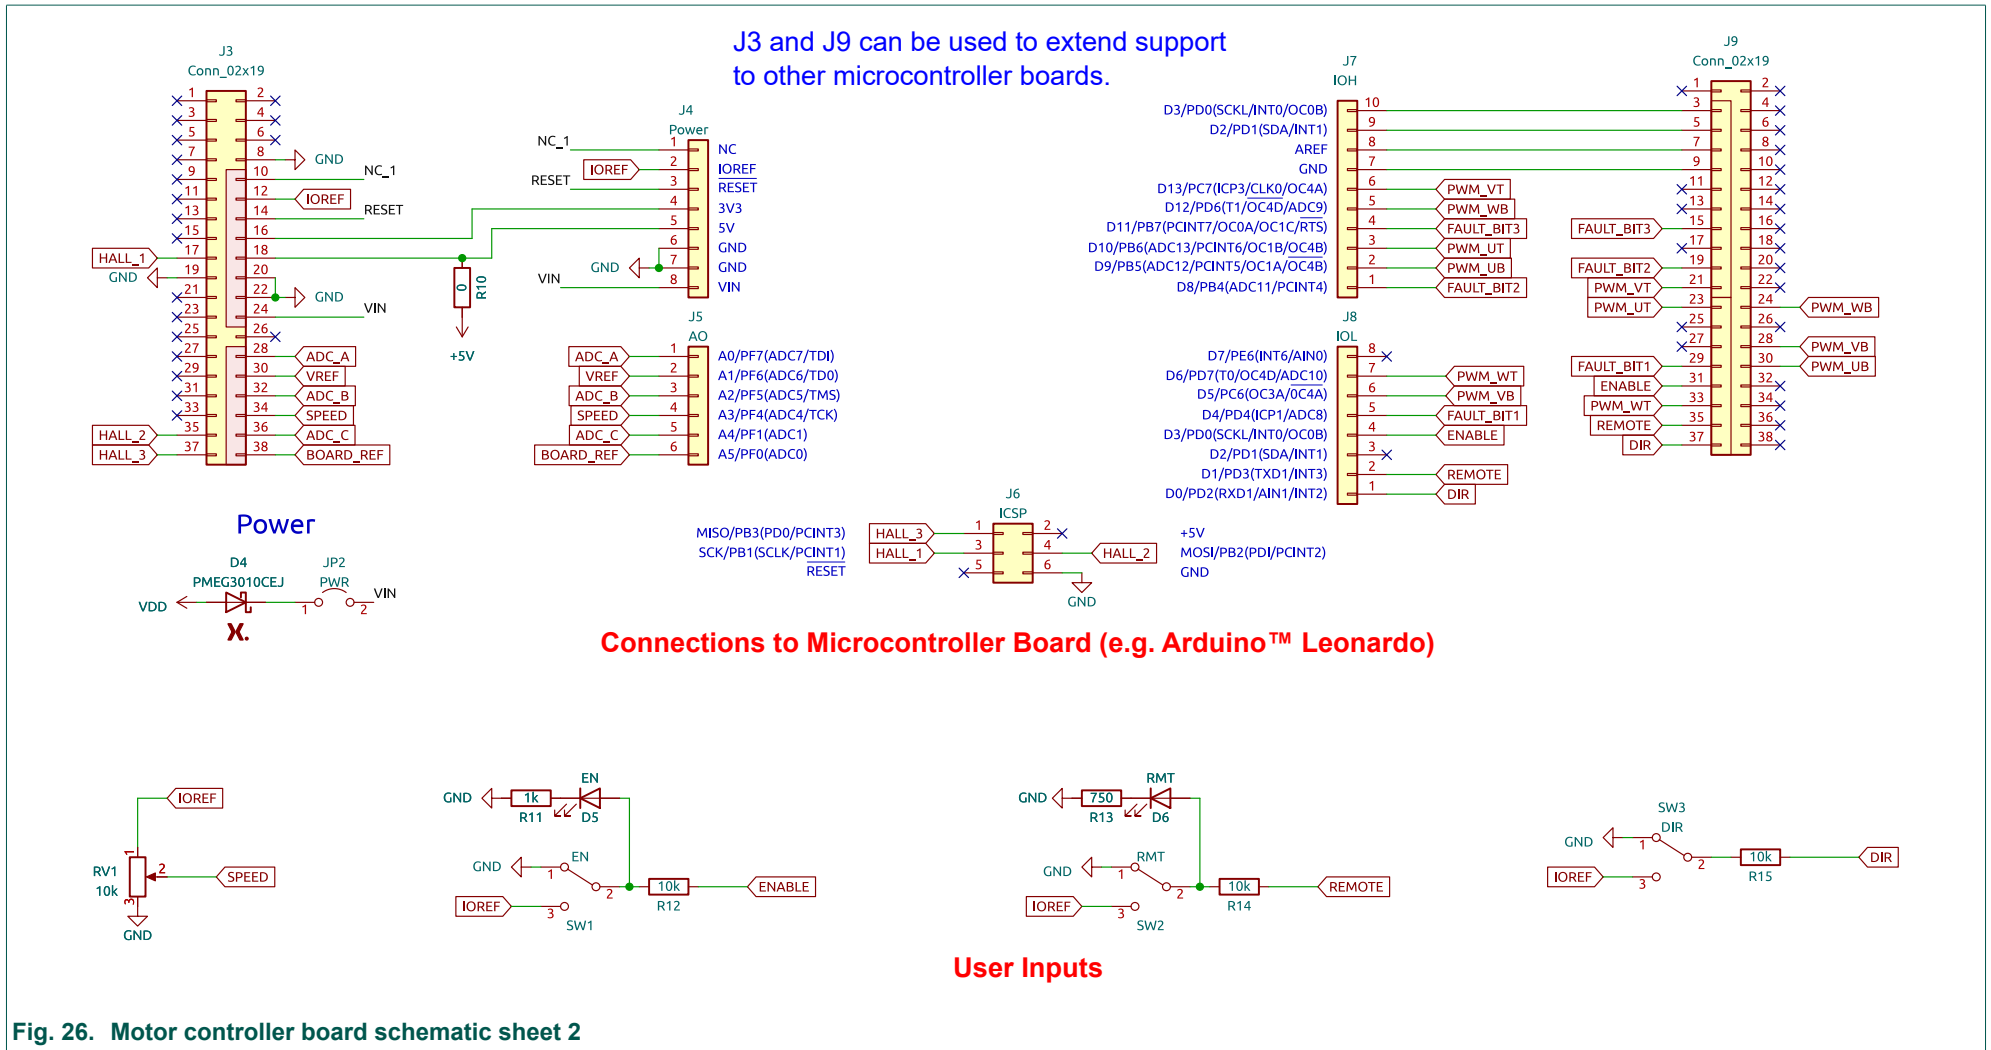 J3 and J9 can be used to extend support
to other microcontroller boards.
J3
Conn_02x19
1 2
3 4
5 6
7 8 GND
9 10 NC_1
11 12 IOREF
13 14 RESET
15 16
HALL_1 17 18
GND 19 20
21 22 GND
23 24 VIN
25 26
27 28 ADC_A
29 30 VREF
31 32 ADC_B
33 34 SPEED
HALL_2 35 36 ADC_C
HALL_3 37 38 BOARD_REF
0 R10
+5V
J4
Power
NC_1 1 NC
IOREF 2 IOREF
RESET 3 RESET
4 3V3
5 5V
6 GND
GND 7 GND
VIN 8 VIN
J5
AO
ADC_A 1 A0/PF7(ADC7/TDI)
VREF 2 A1/PF6(ADC6/TD0)
ADC_B 3 A2/PF5(ADC5/TMS)
SPEED 4 A3/PF4(ADC4/TCK)
ADC_C 5 A4/PF1(ADC1)
BOARD_REF 6 A5/PF0(ADC0)
J7
IOH
D3/PD0(SCKL/INT0/OC0B) 10
D2/PD1(SDA/INT1) 9
AREF 8
GND 7
D13/PC7(ICP3/CLK0/OC4A) 6 PWM_VT
D12/PD6(T1/OC4D/ADC9) 5 PWM_WB
D11/PB7(PCINT7/OC0A/OC1C/RTS) 4 FAULT_BIT3
D10/PB6(ADC13/PCINT6/OC1B/OC4B) 3 PWM_UT
D9/PB5(ADC12/PCINT5/OC1A/OC4B) 2 PWM_UB
D8/PB4(ADC11/PCINT4) 1 FAULT_BIT2
J8
IOL
D7/PE6(INT6/AIN0) 8
D6/PD7(T0/OC4D/ADC10) 7 PWM_WT
D5/PC6(OC3A/0C4A) 6 PWM_VB
D4/PD4(ICP1/ADC8) 5 FAULT_BIT1
D3/PD0(SCKL/INT0/OC0B) 4 ENABLE
D2/PD1(SDA/INT1) 3
D1/PD3(TXD1/INT3) 2 REMOTE
D0/PD2(RXD1/AIN1/INT2) 1 DIR
J9
Conn_02x19
1 2
3 4
5 6
7 8
9 10
11 12
13 14
FAULT_BIT3 15 16
17 18
FAULT_BIT2 19 20
PWM_VT 21 22
PWM_UT 23 24 PWM_WB
25 26
27 28 PWM_VB
FAULT_BIT1 29 30 PWM_UB
ENABLE 31 32
PWM_WT 33 34
REMOTE 35 36
DIR 37 38
J6
ICSP
MISO/PB3(PD0/PCINT3) HALL_3 1 2 +5V
SCK/PB1(SCLK/PCINT1) HALL_1 3 4 HALL_2 MOSI/PB2(PDI/PCINT2)
RESET 5 6 GND
GND
Power
D4 JP2
PMEG3010CEJ PWR
VDD 1 2 VIN
X.
Connections to Microcontroller Board (e.g. Arduino™ Leonardo)
IOREF
RV1
10k
1 2 3
SPEED
GND
EN
GND 1k
R11 D5
GND 1 EN
2 10k ENABLE
R12
IOREF 3
SW1
RMT
GND 750
R13 D6
GND 1 RMT
2 10k REMOTE
R14
IOREF 3
SW2
SW3
DIR
GND 1
2 10k DIR
R15
IOREF 3
User Inputs
Fig. 26. Motor controller board schematic sheet 2